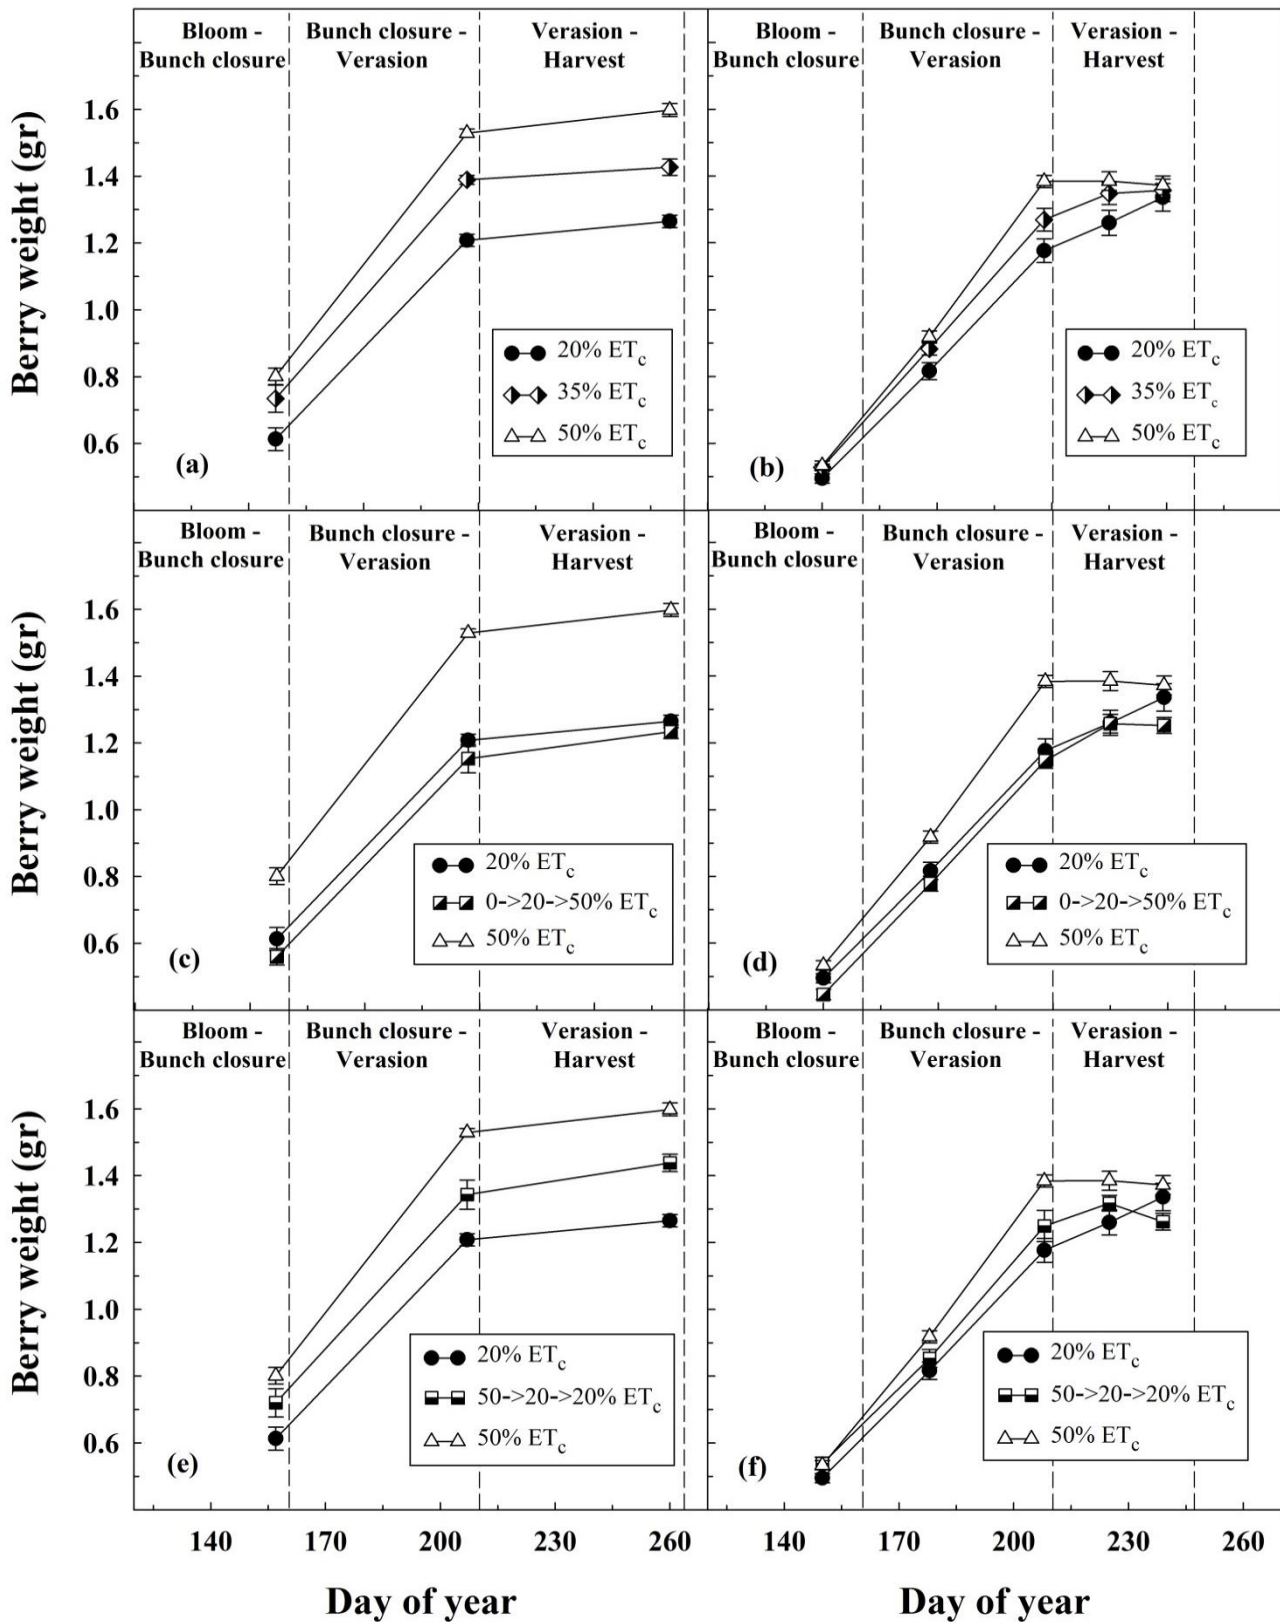 Bloom -
Bunch closure
Bunch closure -
Verasion
Verasion -
Harvest
Berry weight (gr)
1.6
1.4
1.2
1.0
0.8
0.6
20% ETc
35% ETc
50% ETc
(a)
Bloom -
Bunch closure
Bunch closure -
Verasion
Verasion -
Harvest
20% ETc
35% ETc
50% ETc
(b)
Bloom -
Bunch closure
Bunch closure -
Verasion
Verasion -
Harvest
Berry weight (gr)
1.6
1.4
1.2
1.0
0.8
0.6
20% ETc
0->20->50% ETc
50% ETc
(c)
Bloom -
Bunch closure
Bunch closure -
Verasion
Verasion -
Harvest
20% ETc
0->20->50% ETc
50% ETc
(d)
Bloom -
Bunch closure
Bunch closure -
Verasion
Verasion -
Harvest
Berry weight (gr)
1.6
1.4
1.2
1.0
0.8
0.6
20% ETc
50->20->20% ETc
50% ETc
(e)
140 170 200 230 260
Day of year
Bloom -
Bunch closure
Bunch closure -
Verasion
Verasion -
Harvest
20% ETc
50->20->20% ETc
50% ETc
(f)
140 170 200 230 260
Day of year